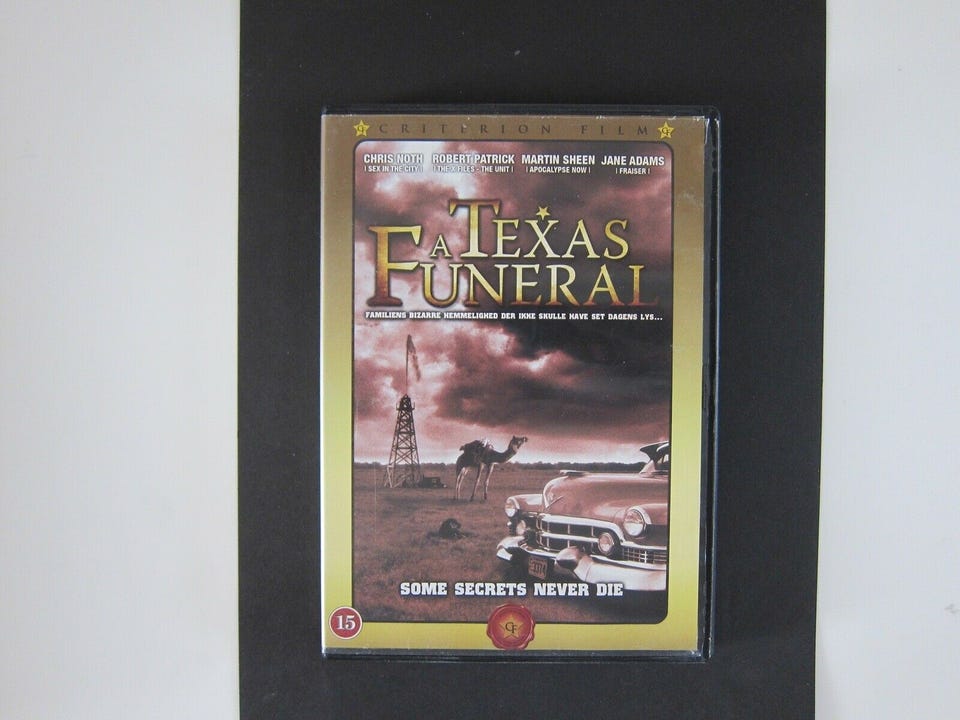 CRITERION FILM
CHRIS NOTH ROBERT PATRICK MARTIN SHEEN JANE ADAMS
| SEX IN THE CITY | | THE X FILES - THE UNIT | | APOCALYPSE NOW | | FRAISER |
A TEXAS
FUNERAL
FAMILIENS BIZARRE HEMMELIGHED DER IKKE SKULLE HAVE SET DAGENS LYS...
SOME SECRETS NEVER DIE
15
CF